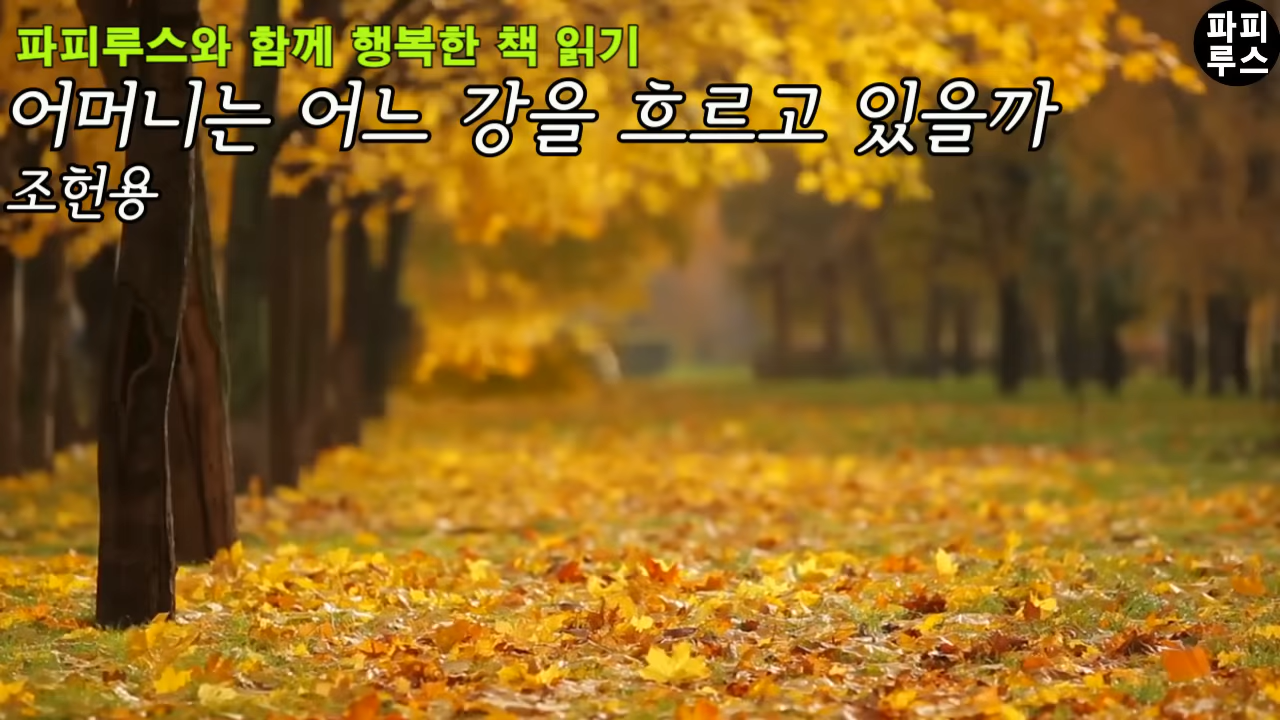 파피루스와 함께 행복한 책 읽기
어머니는 어느 강을 흐르고 있을까
조헌용
파피
루스